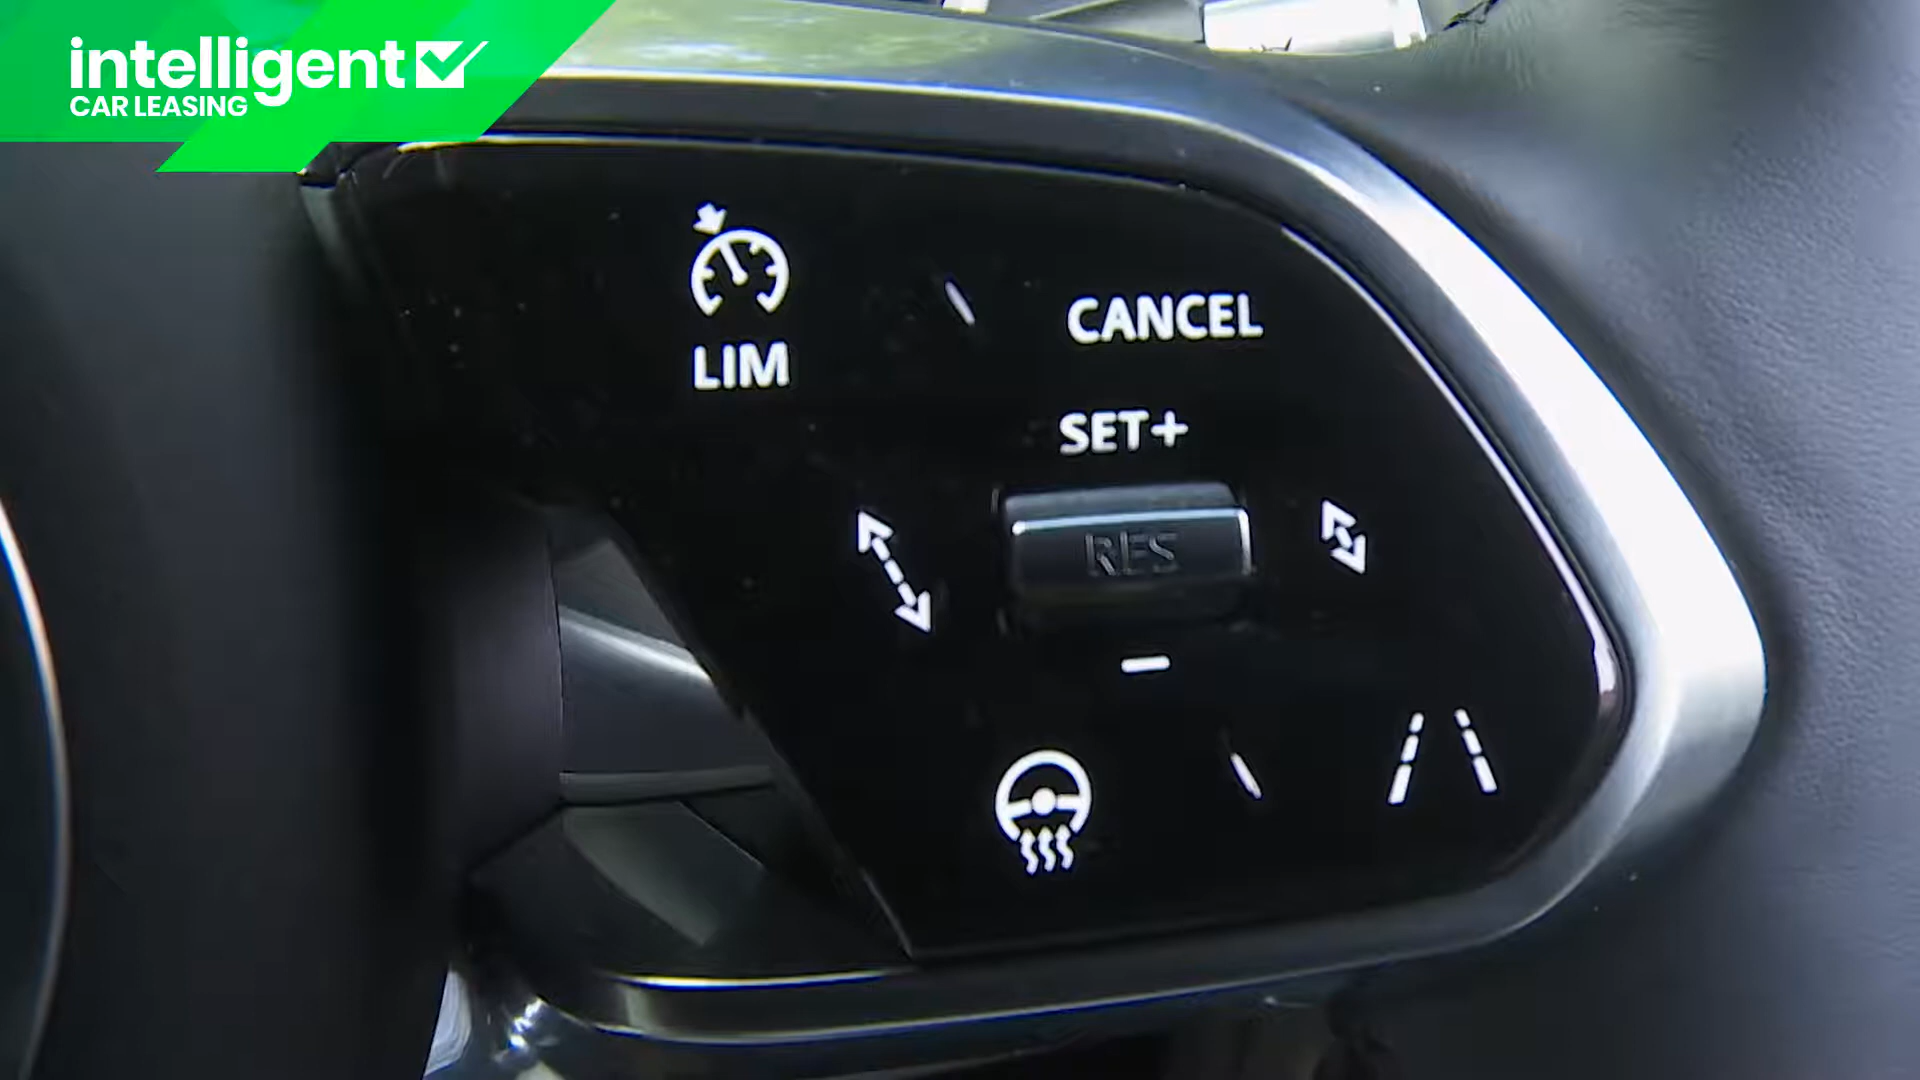 intelligent
CAR LEASING
LIM
CANCEL
SET+
RES
–